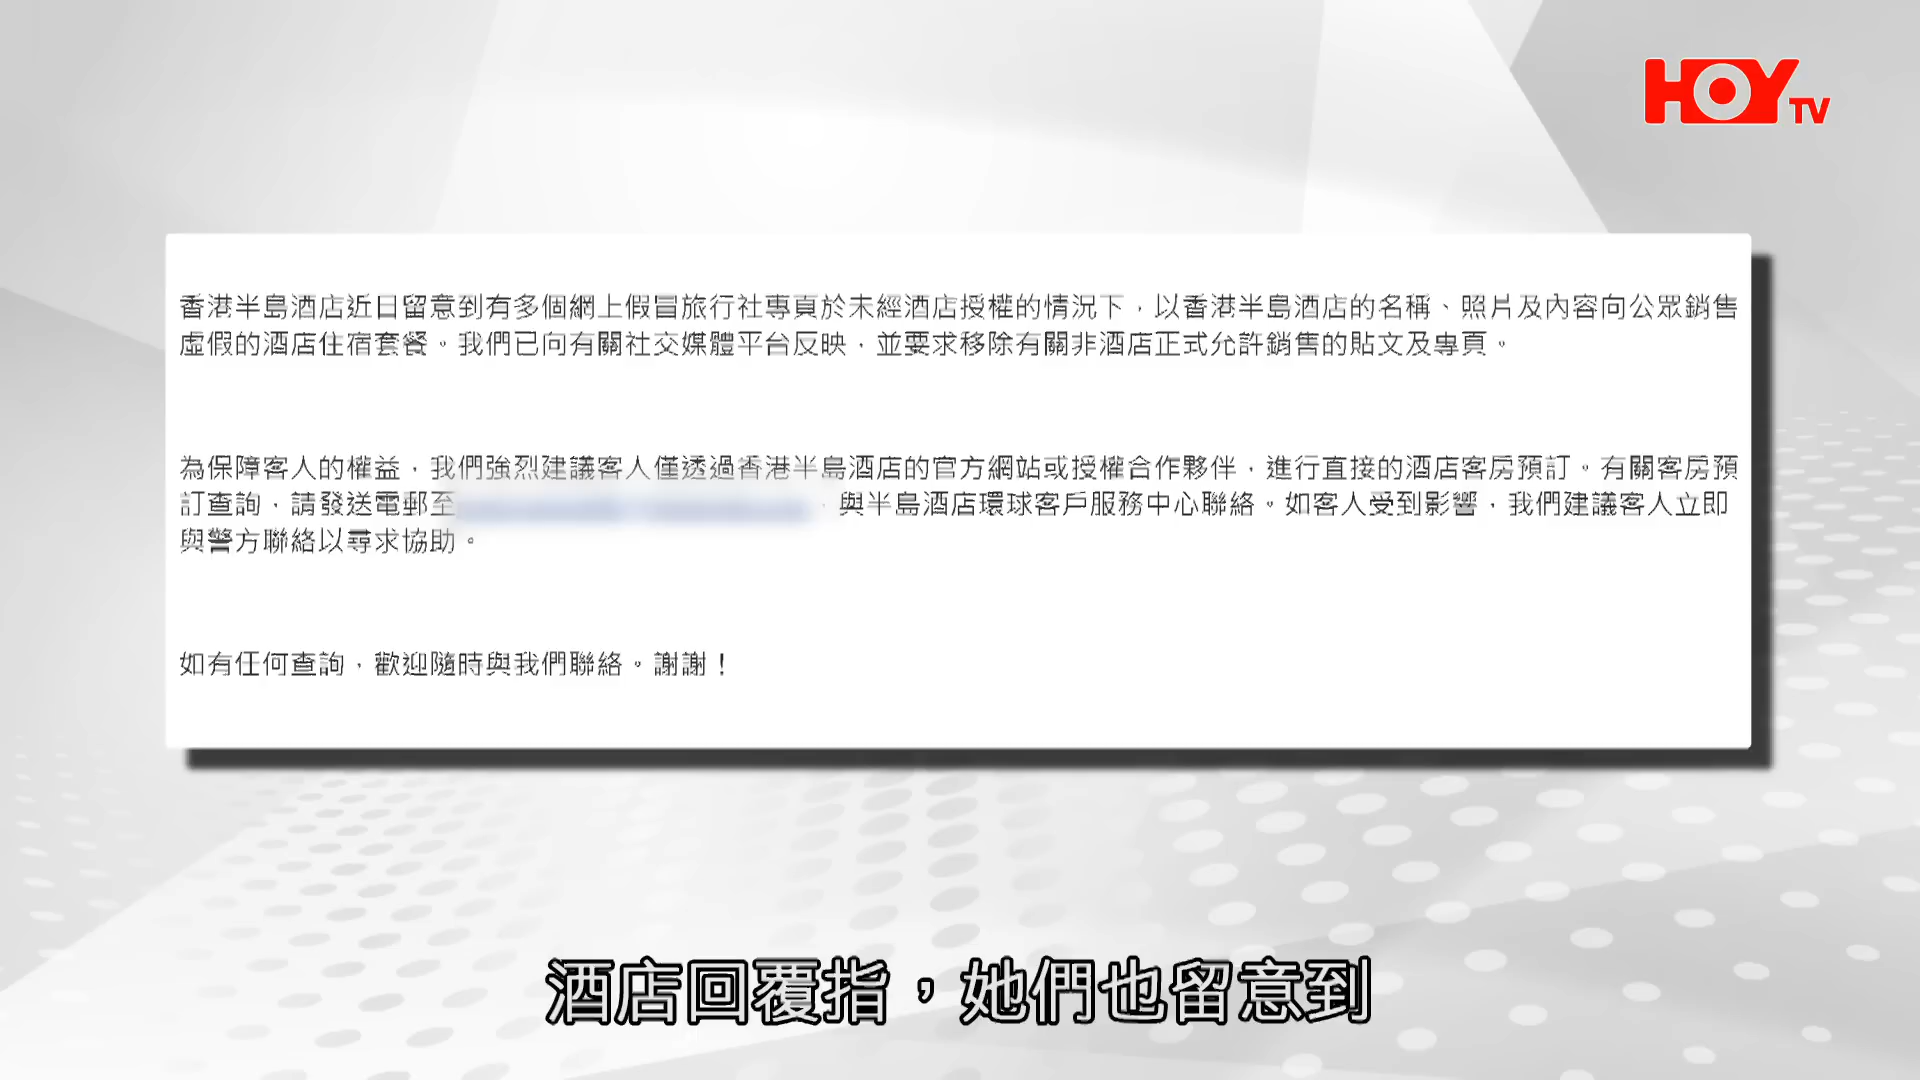 HOY TV
香港半島酒店近日留意到有多個網上假冒旅行社專頁於未經酒店授權的情況下，以香港半島酒店的名稱、照片及內容向公眾銷售
虛假的酒店住宿套餐。我們已向有關社交媒體平台反映，並要求移除有關非酒店正式允許銷售的貼文及專頁。
為保障客人的權益，我們強烈建議客人僅透過香港半島酒店的官方網站或授權合作夥伴，進行直接的酒店客房預訂。有關客房預
訂查詢，請發送電郵至，與半島酒店環球客戶服務中心聯絡。如客人受到影響，我們建議客人立即
與警方聯絡以尋求協助。
如有任何查詢，歡迎隨時與我們聯絡。謝謝！
酒店回覆指，她們也留意到